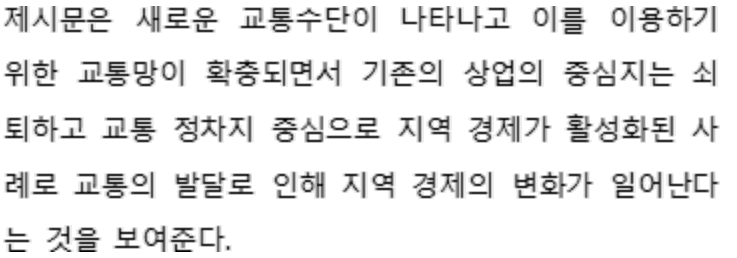 제시문은 새로운 교통수단이 나타나고 이를 이용하기
위한 교통망이 확충되면서 기존의 상업의 중심지는 쇠
퇴하고 교통 정차지 중심으로 지역 경제가 활성화된 사
례로 교통의 발달로 인해 지역 경제의 변화가 일어난다
는 것을 보여준다.